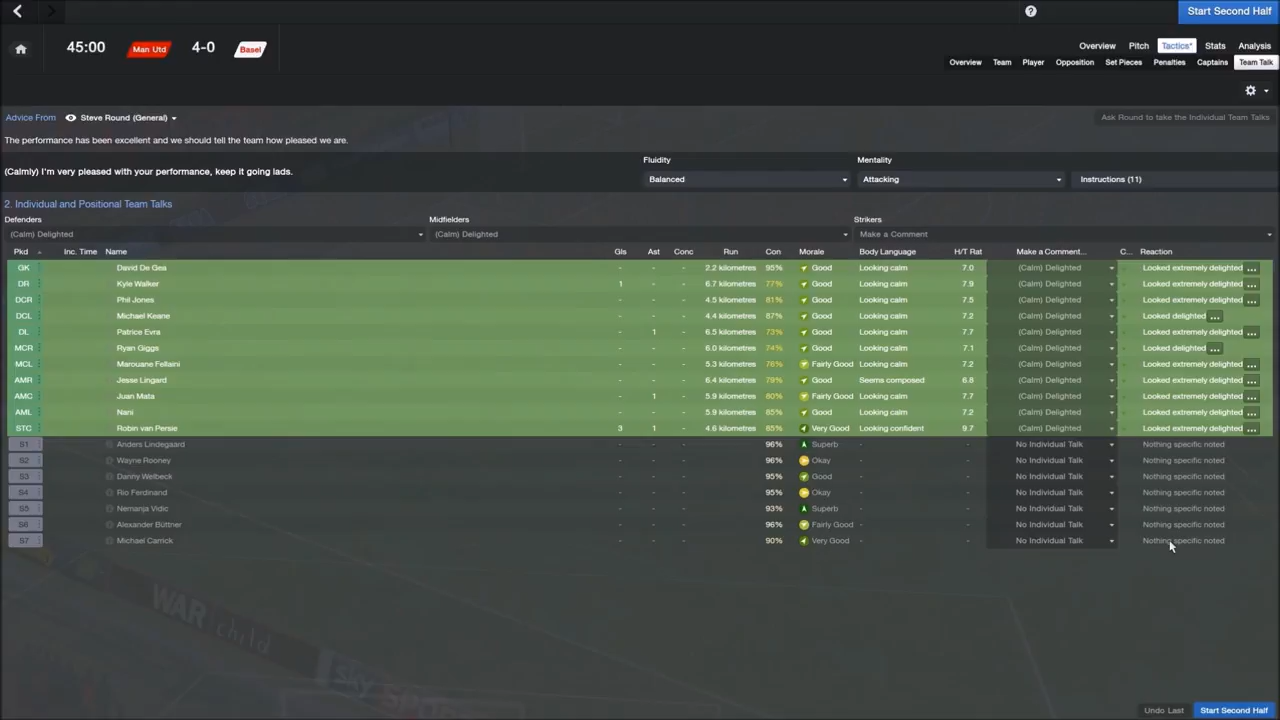 Start Second Half
45:00 Man Utd 4-0 Basel
Overview Pitch Tactics* Stats Analysis
Overview Team Player Opposition Set Pieces Penalties Captains Team Talk
Advice From Steve Round (General) Ask Round to take the Individual Team Talks
The performance has been excellent and we should tell the team how pleased we are.
Fluidity Mentality
(Calmly) I'm very pleased with your performance, keep it going lads.
Balanced Attacking Instructions (11)
2. Individual and Positional Team Talks
Defenders Midfielders Strikers
(Calm) Delighted (Calm) Delighted Make a Comment
Pkd Inc. Time Name Gls Ast Conc Run Con Morale Body Language H/T Rat Make a Comment... C... Reaction
GK David De Gea - - - 2.2 kilometres 95% Good Looking calm 7.0 (Calm) Delighted Looked extremely delighted ...
DR Kyle Walker 1 - - 6.7 kilometres 77% Good Looking calm 7.9 (Calm) Delighted Looked extremely delighted ...
DCR Phil Jones - - - 4.5 kilometres 81% Good Looking calm 7.5 (Calm) Delighted Looked extremely delighted ...
DCL Michael Keane - - - 4.4 kilometres 87% Good Looking calm 7.2 (Calm) Delighted Looked delighted ...
DL Patrice Evra - 1 - 6.5 kilometres 73% Good Looking calm 7.7 (Calm) Delighted Looked extremely delighted ...
MCR Ryan Giggs - - - 6.0 kilometres 74% Good Looking calm 7.1 (Calm) Delighted Looked delighted ...
MCL Marouane Fellaini - - - 5.3 kilometres 76% Fairly Good Looking calm 7.2 (Calm) Delighted Looked extremely delighted ...
AMR Jesse Lingard - - - 6.4 kilometres 79% Good Seems composed 6.8 (Calm) Delighted Looked extremely delighted ...
AMC Juan Mata - 1 - 5.9 kilometres 80% Fairly Good Looking calm 7.7 (Calm) Delighted Looked extremely delighted ...
AML Nani - - - 5.9 kilometres 85% Good Looking calm 7.2 (Calm) Delighted Looked extremely delighted ...
STC Robin van Persie 3 1 - 4.6 kilometres 85% Very Good Looking confident 9.7 (Calm) Delighted Looked extremely delighted ...
S1 Anders Lindegaard - - - 96% Superb - - No Individual Talk Nothing specific noted
S2 Wayne Rooney - - - 96% Okay - - No Individual Talk Nothing specific noted
S3 Danny Welbeck - - - 95% Good - - No Individual Talk Nothing specific noted
S4 Rio Ferdinand - - - 95% Okay - - No Individual Talk Nothing specific noted
S5 Nemanja Vidic - - - 93% Superb - - No Individual Talk Nothing specific noted
S6 Alexander Büttner - - - 96% Fairly Good - - No Individual Talk Nothing specific noted
S7 Michael Carrick - - - 90% Very Good - - No Individual Talk Nothing specific noted
WAR child
sky SPORTS
Undo Last Start Second Half